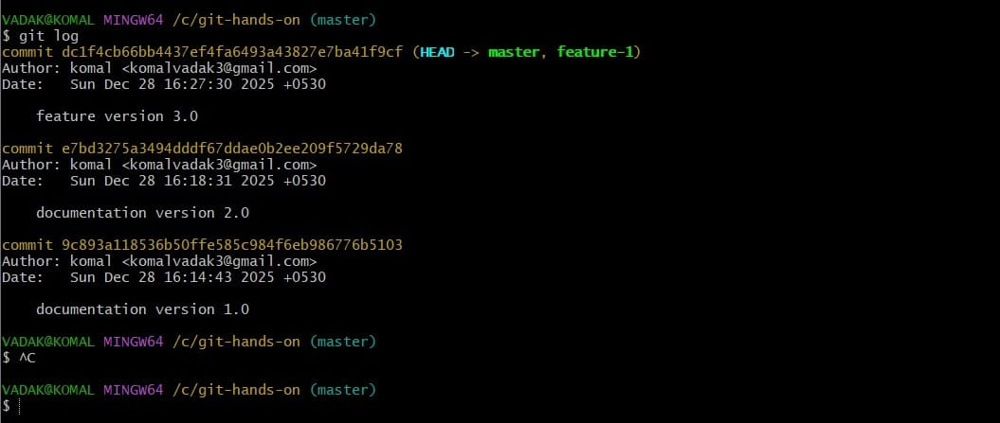 VADAK@KOMAL MINGW64 /c/git-hands-on (master)
$ git log
commit dc1f4cb66bb4437ef4fa6493a43827e7ba41f9cf (HEAD -> master, feature-1)
Author: komal <komalvadak3@gmail.com>
Date:   Sun Dec 28 16:27:30 2025 +0530
    feature version 3.0
commit e7bd3275a3494dddf67ddae0b2ee209f5729da78
Author: komal <komalvadak3@gmail.com>
Date:   Sun Dec 28 16:18:31 2025 +0530
    documentation version 2.0
commit 9c893a118536b50ffe585c984f6eb986776b5103
Author: komal <komalvadak3@gmail.com>
Date:   Sun Dec 28 16:14:43 2025 +0530
    documentation version 1.0
VADAK@KOMAL MINGW64 /c/git-hands-on (master)
$ ^C
VADAK@KOMAL MINGW64 /c/git-hands-on (master)
$